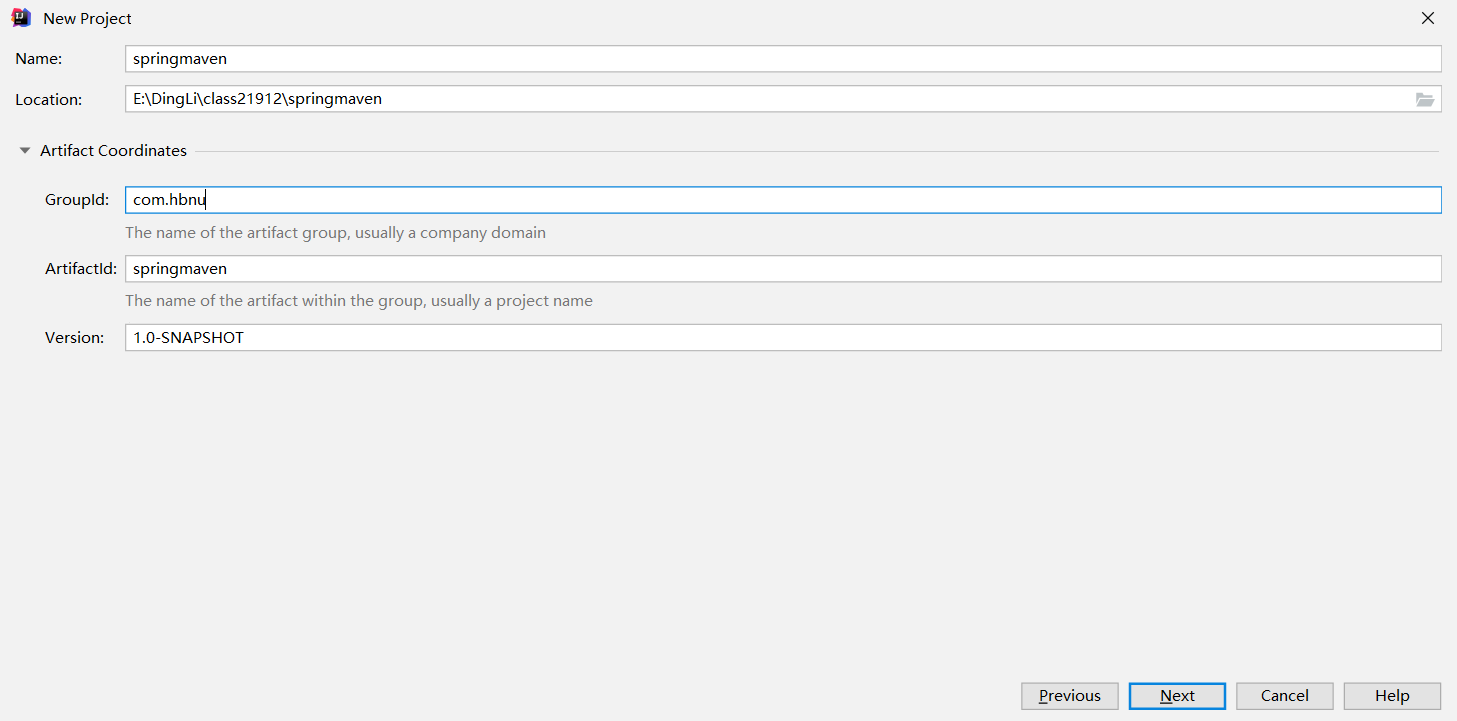 New Project
Name: springmaven
Location: E:\DingLi\class21912\springmaven
Artifact Coordinates
GroupId: com.hbnu
The name of the artifact group, usually a company domain
ArtifactId: springmaven
The name of the artifact within the group, usually a project name
Version: 1.0-SNAPSHOT
Previous Next Cancel Help